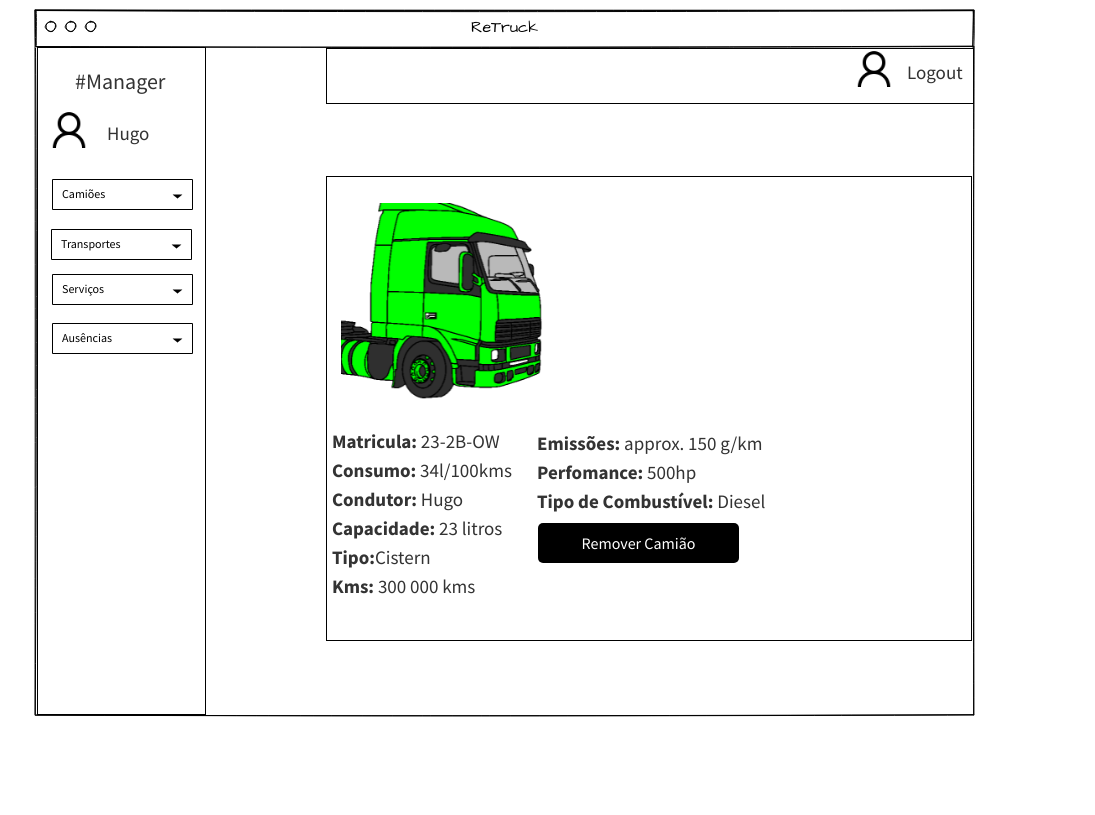 ReTruck
#Manager
Hugo
Logout
Camiões
Transportes
Serviços
Ausências
Matricula: 23-2B-OW
Consumo: 34l/100kms
Condutor: Hugo
Capacidade: 23 litros
Tipo:Cistern
Kms: 300 000 kms
Emissões: approx. 150 g/km
Perfomance: 500hp
Tipo de Combustível: Diesel
Remover Camião